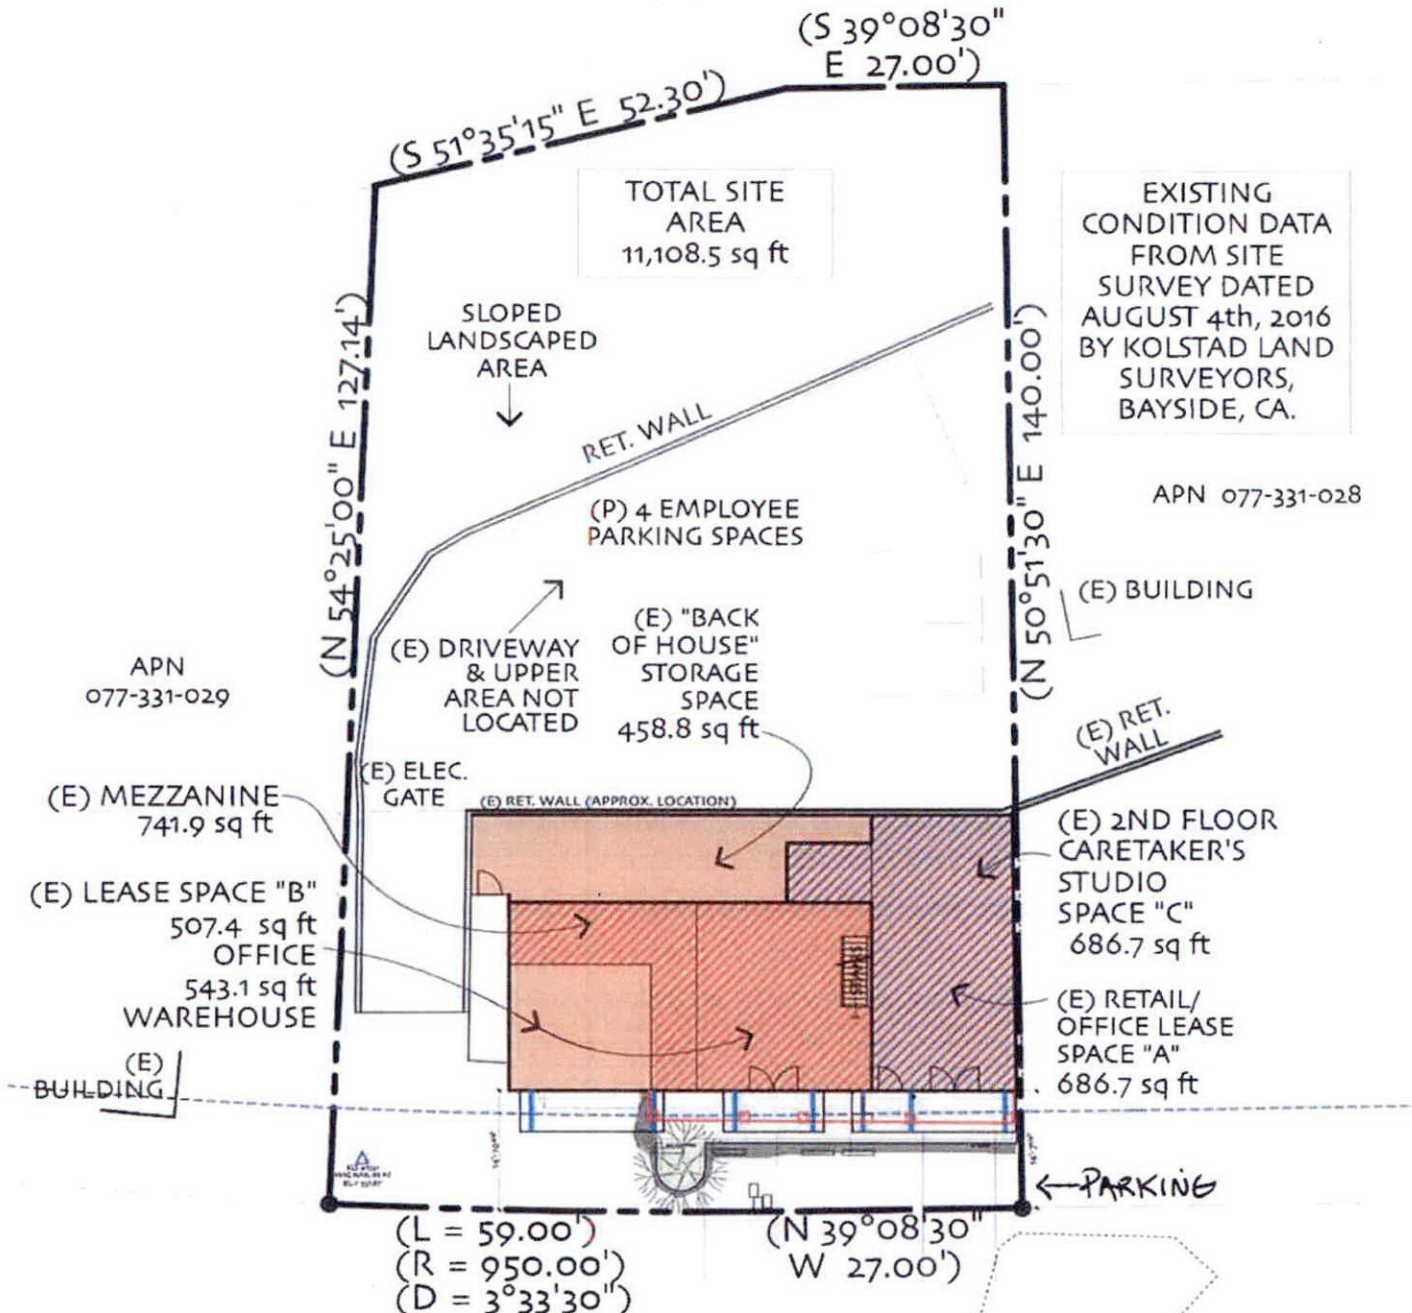 (S 39°08'30"
E 27.00')
(S 51°35'15" E 52.30')
TOTAL SITE
AREA
11,108.5 sq ft
EXISTING
CONDITION DATA
FROM SITE
SURVEY DATED
AUGUST 4th, 2016
BY KOLSTAD LAND
SURVEYORS,
BAYSIDE, CA.
SLOPED
LANDSCAPED
AREA
(N 54°25'00" E 127.14')
(N 50°51'30" E 140.00')
RET. WALL
APN 077-331-028
(P) 4 EMPLOYEE
PARKING SPACES
(E) BUILDING
(E) "BACK
OF HOUSE"
STORAGE
SPACE
458.8 sq ft
(E) DRIVEWAY
& UPPER
AREA NOT
LOCATED
APN
077-331-029
(E) RET.
WALL
(E) ELEC.
GATE
(E) RET. WALL (APPROX. LOCATION)
(E) MEZZANINE
741.9 sq ft
(E) 2ND FLOOR
CARETAKER'S
STUDIO
SPACE "C"
686.7 sq ft
(E) LEASE SPACE "B"
507.4 sq ft
OFFICE
543.1 sq ft
WAREHOUSE
STAIRS
(E) RETAIL/
OFFICE LEASE
SPACE "A"
686.7 sq ft
(E)
BUILDING
←PARKING
(L = 59.00')
(R = 950.00')
(D = 3°33'30")
(N 39°08'30"
W 27.00')